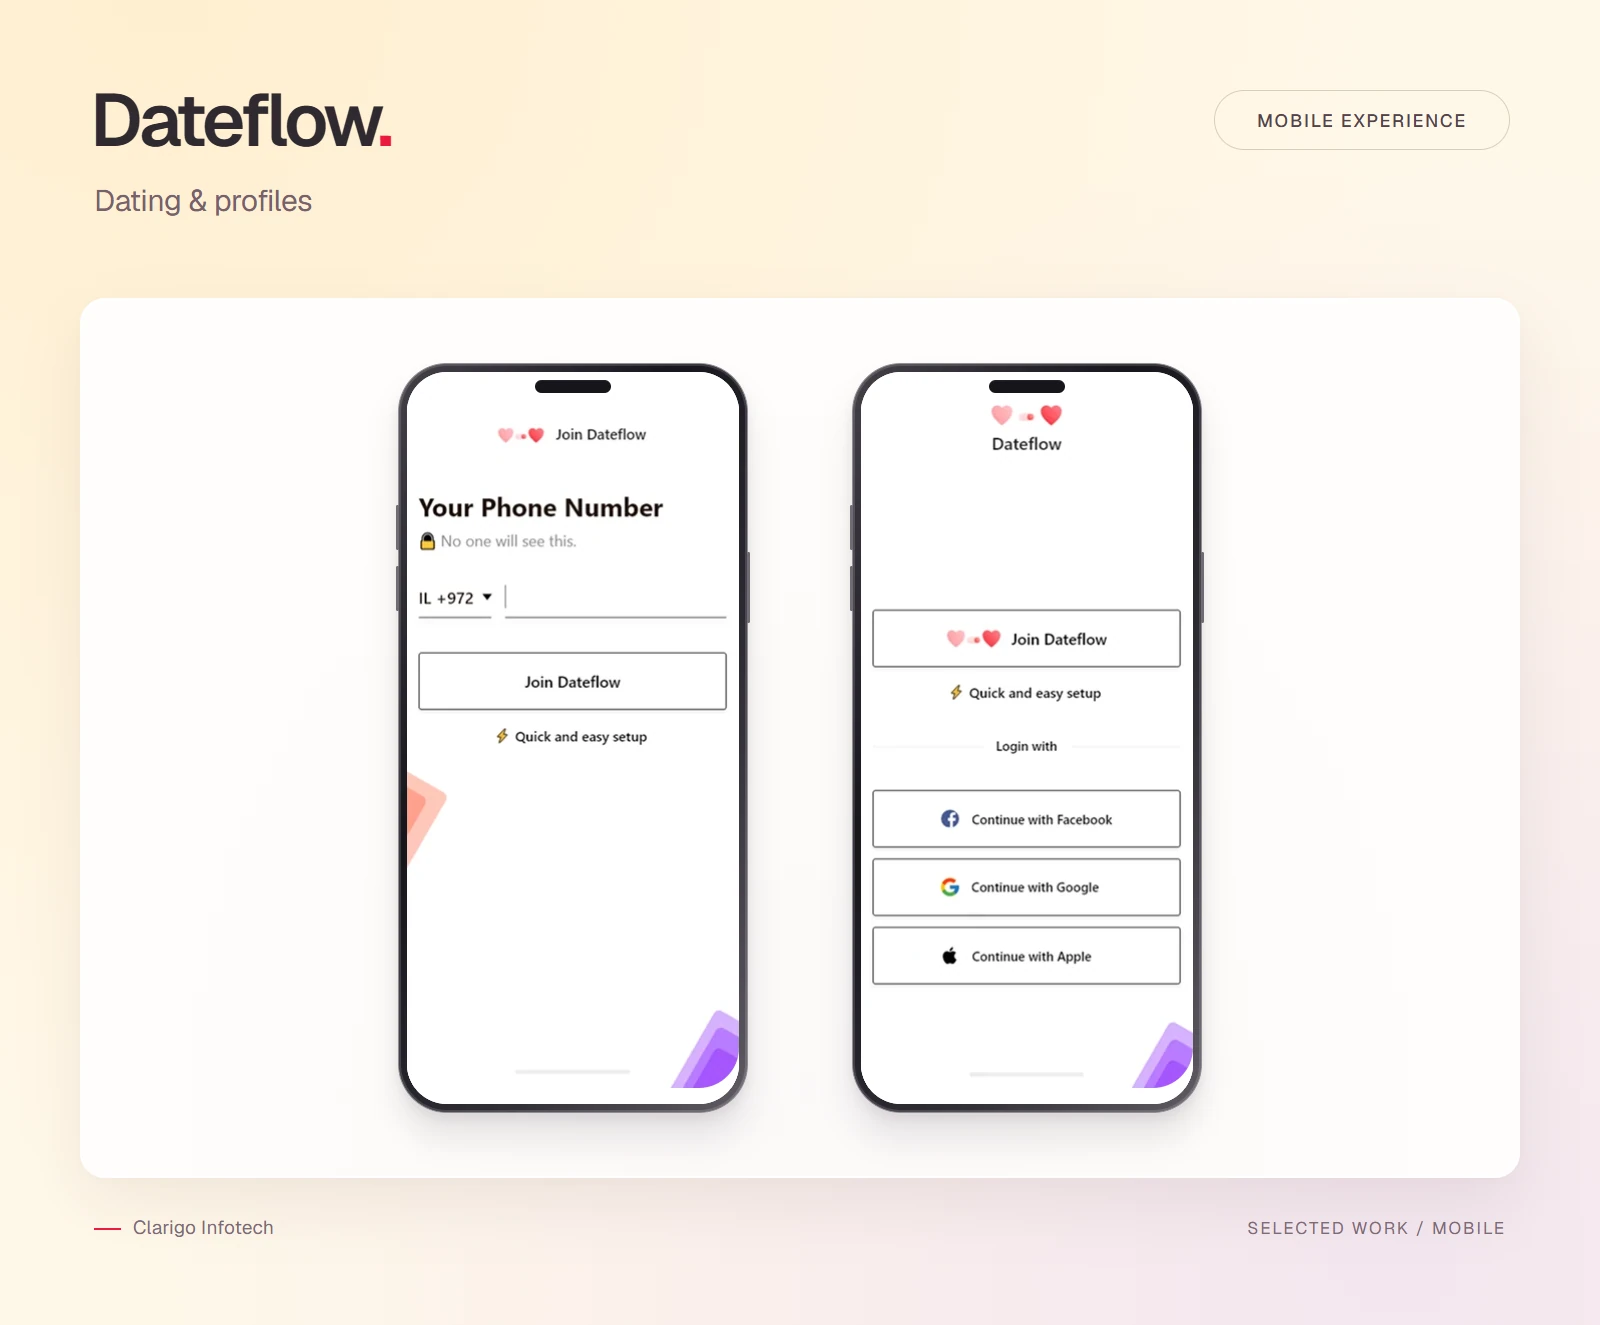 Dateflow.
MOBILE EXPERIENCE
Dating & profiles
Join Dateflow
Your Phone Number
No one will see this.
IL +972
Join Dateflow
Quick and easy setup
Dateflow
Join Dateflow
Quick and easy setup
Login with
Continue with Facebook
Continue with Google
Continue with Apple
Clarigo Infotech
SELECTED WORK / MOBILE